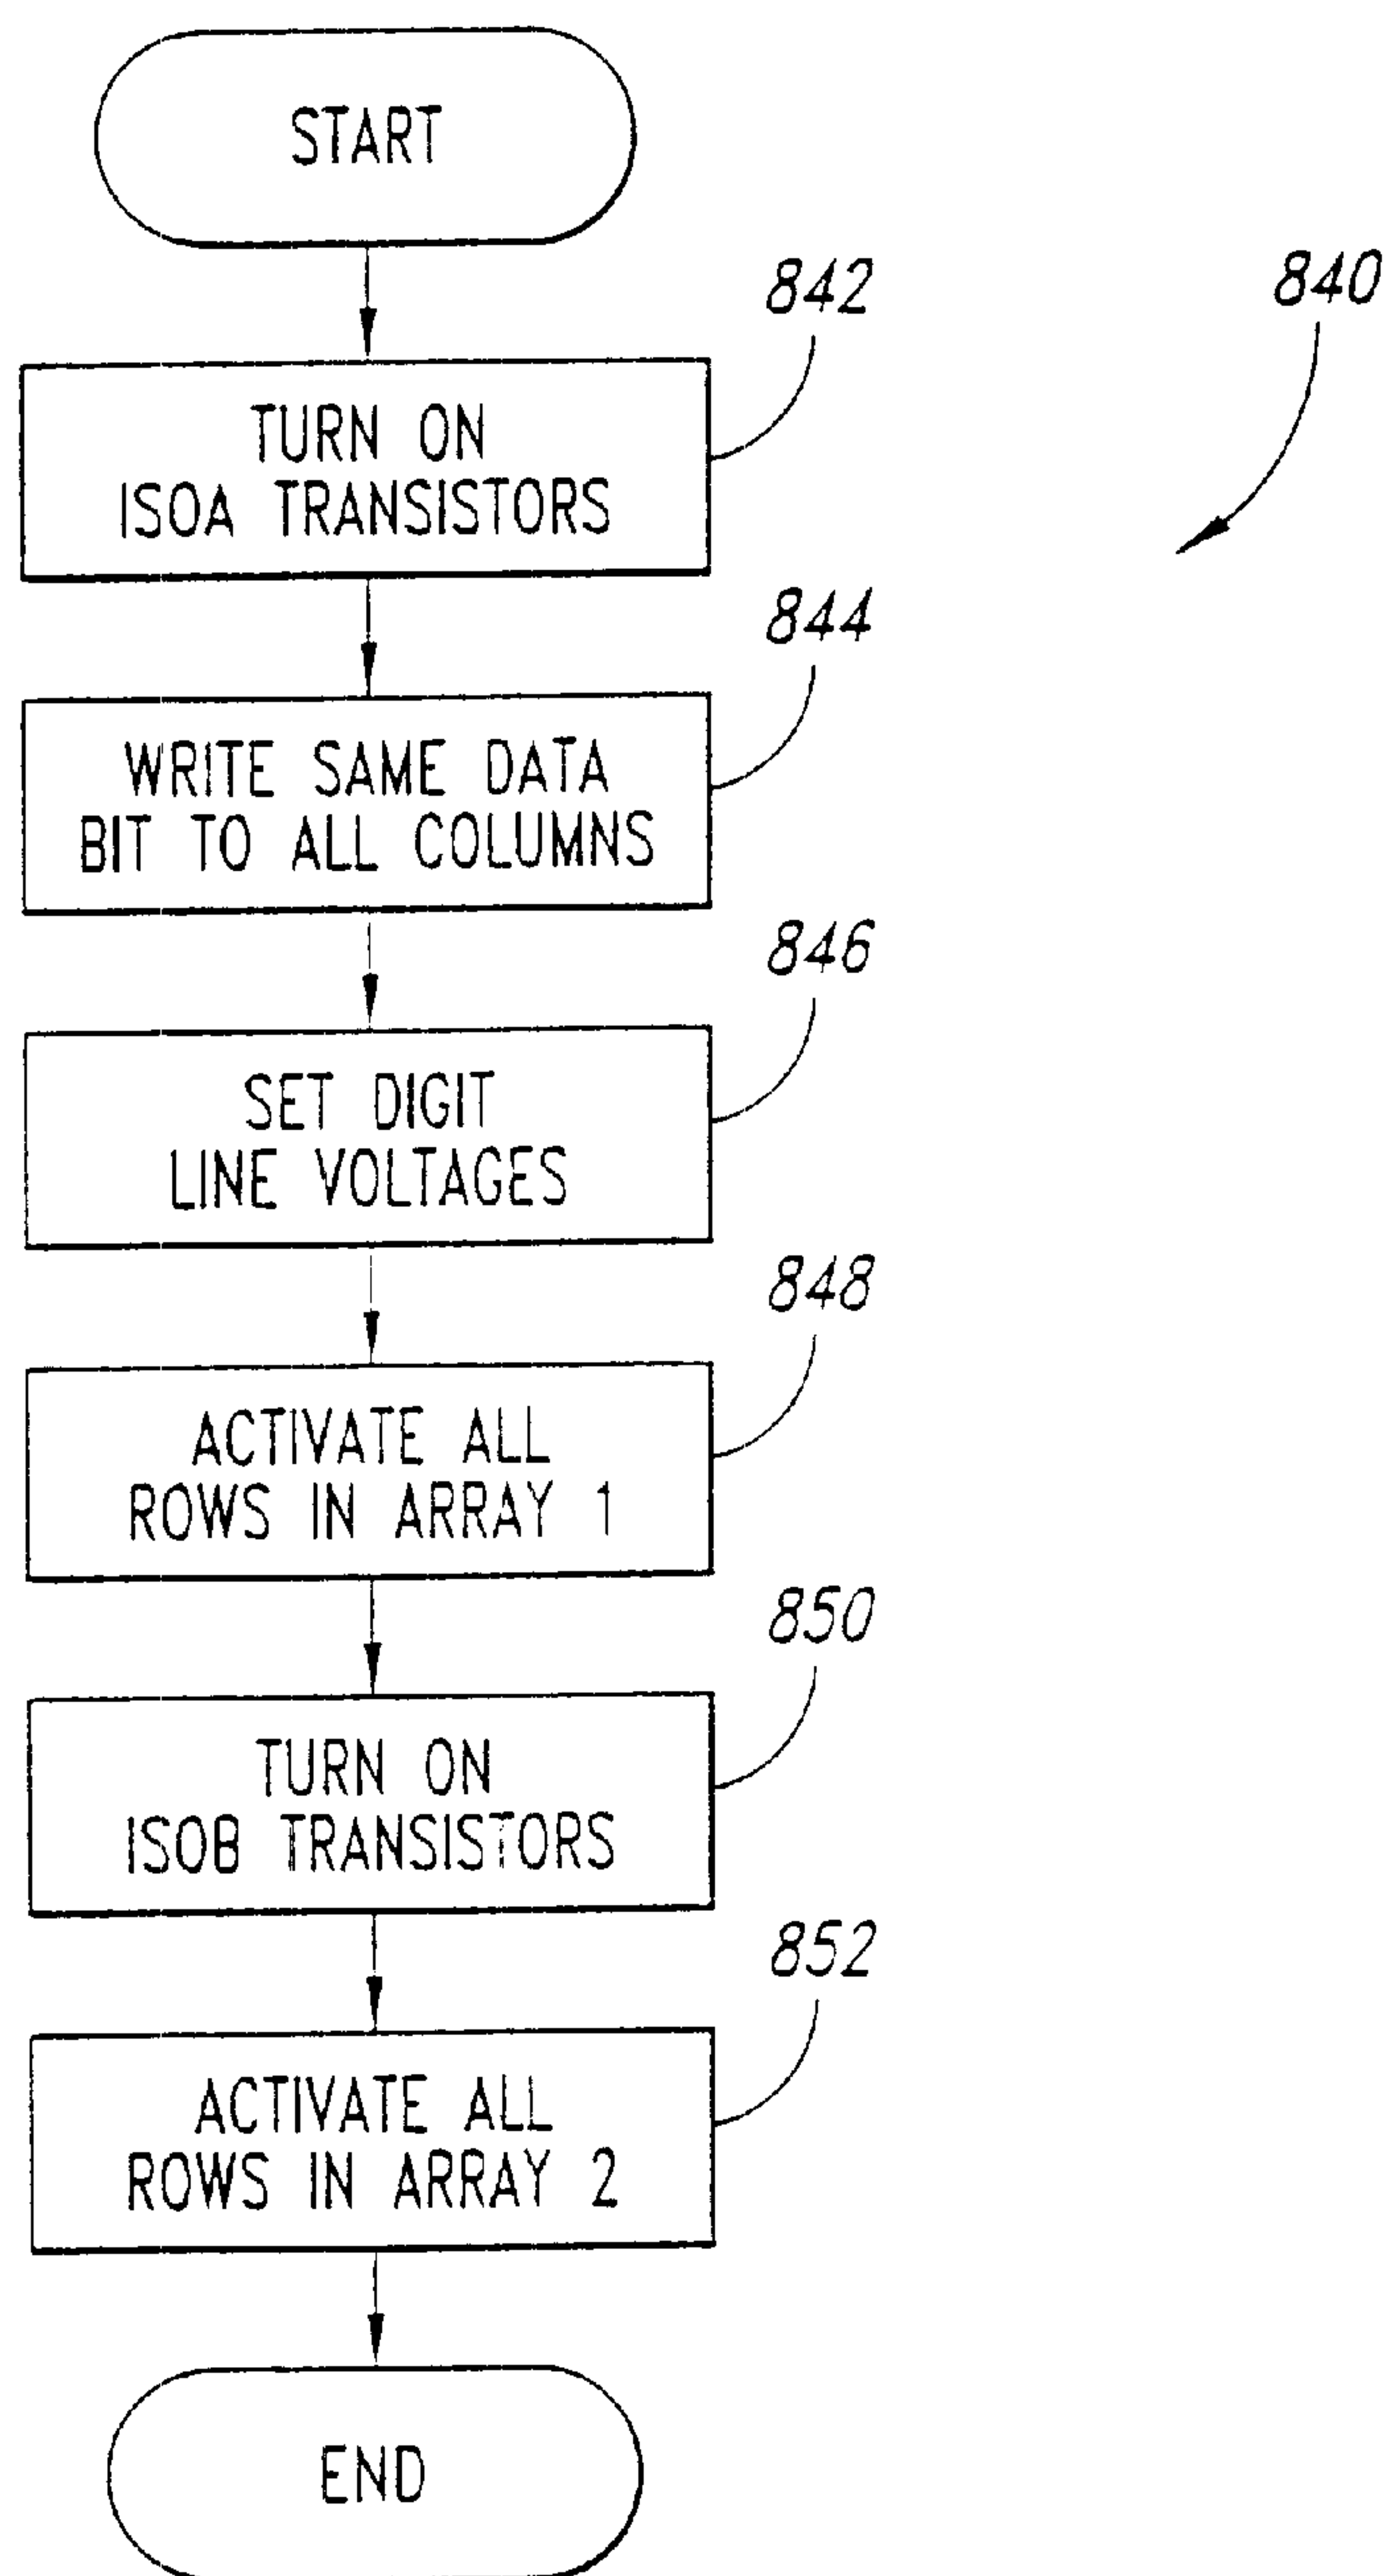 START
842
840
TURN ON
ISOA TRANSISTORS
844
WRITE SAME DATA
BIT TO ALL COLUMNS
846
SET DIGIT
LINE VOLTAGES
848
ACTIVATE ALL
ROWS IN ARRAY 1
850
TURN ON
ISOB TRANSISTORS
852
ACTIVATE ALL
ROWS IN ARRAY 2
END